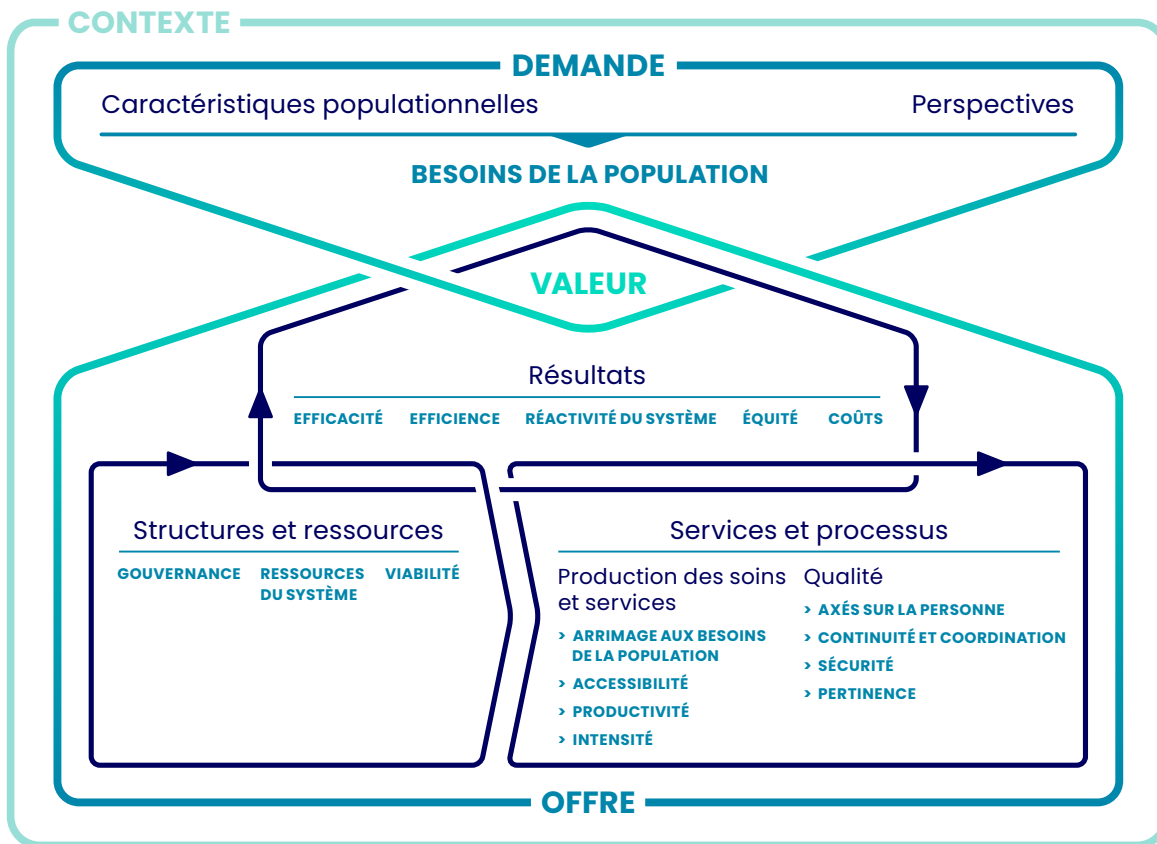 CONTEXTE
DEMANDE
Caractéristiques populationnelles
Perspectives
BESOINS DE LA POPULATION
VALEUR
Résultats
EFFICACITÉ
EFFICIENCE
RÉACTIVITÉ DU SYSTÈME
ÉQUITÉ
COÛTS
Structures et ressources
GOUVERNANCE
RESSOURCES
DU SYSTÈME
VIABILITÉ
Services et processus
Production des soins
et services
> ARRIMAGE AUX BESOINS
DE LA POPULATION
> ACCESSIBILITÉ
> PRODUCTIVITÉ
> INTENSITÉ
Qualité
> AXÉS SUR LA PERSONNE
> CONTINUITÉ ET COORDINATION
> SÉCURITÉ
> PERTINENCE
OFFRE